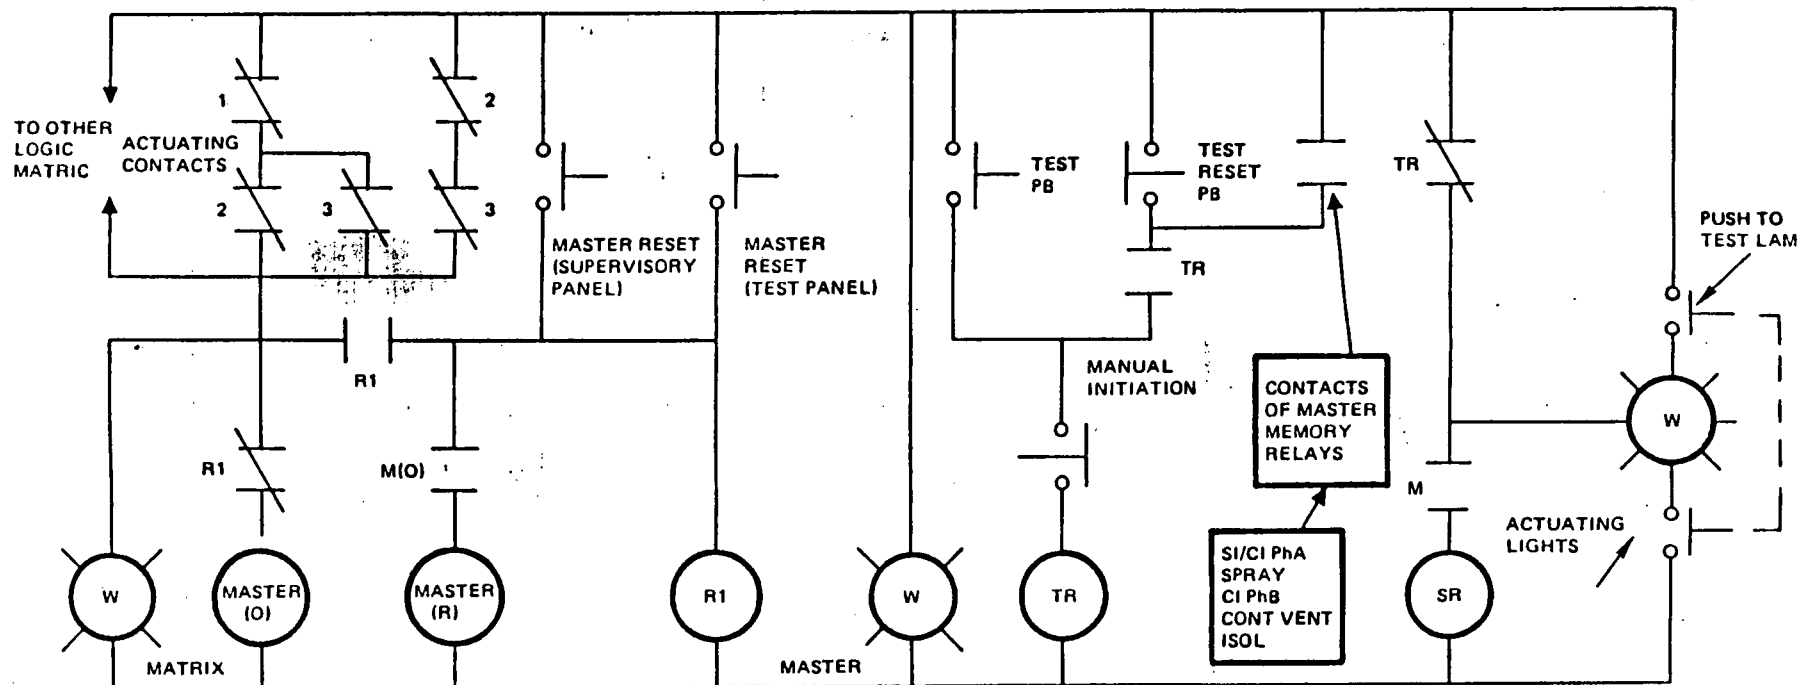 1
2
TO OTHER
LOGIC
MATRIC
ACTUATING
CONTACTS
2
3
3
MASTER RESET
(SUPERVISORY
PANEL)
MASTER
RESET
(TEST PANEL)
TEST
PB
TEST
RESET
PB
TR
TR
PUSH TO
TEST LAM
R1
MANUAL
INITIATION
CONTACTS
OF MASTER
MEMORY
RELAYS
W
R1
M(O)
M
ACTUATING
LIGHTS
SI/CI PhA
SPRAY
CI PhB
CONT VENT
ISOL
W
MASTER
(O)
MASTER
(R)
R1
W
TR
SR
MATRIX
MASTER